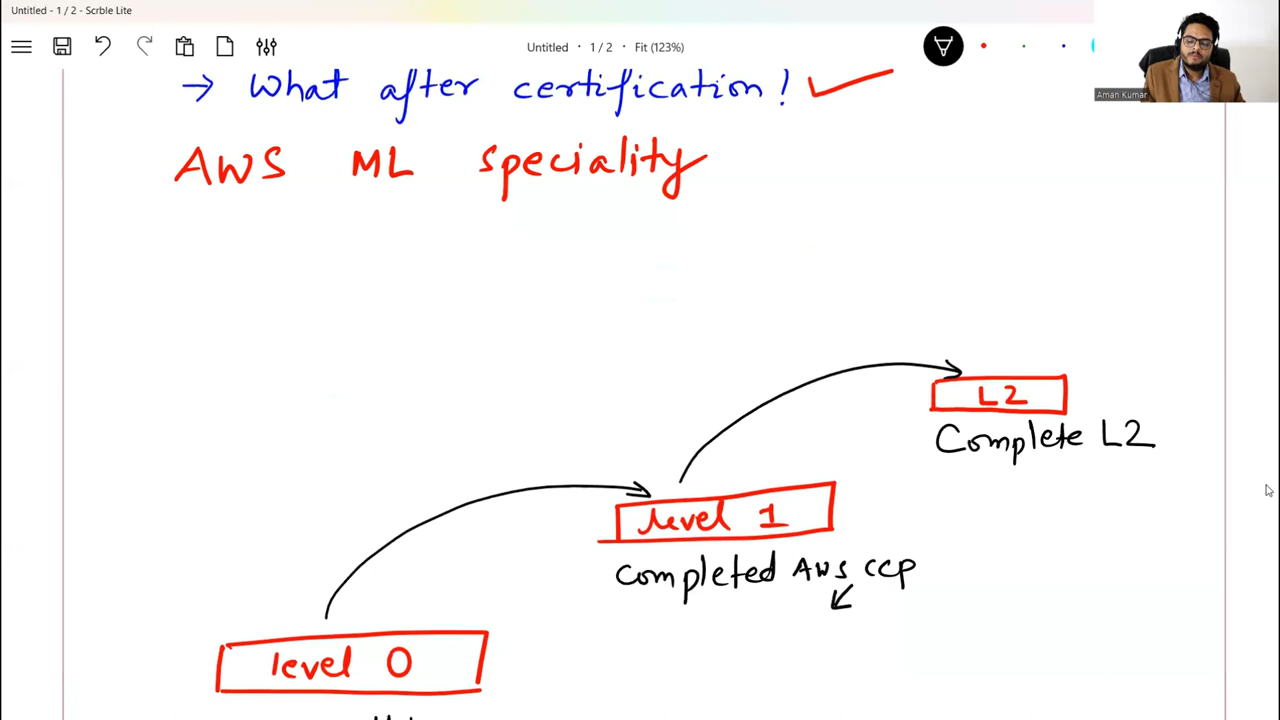 Untitled - 1 / 2 - Scrble Lite
Untitled • 1 / 2 • Fit (123%)
Aman Kumar
→ What after certification!
AWS ML speciality
L2
Complete L2
level 1
Completed AWS CCP
level 0